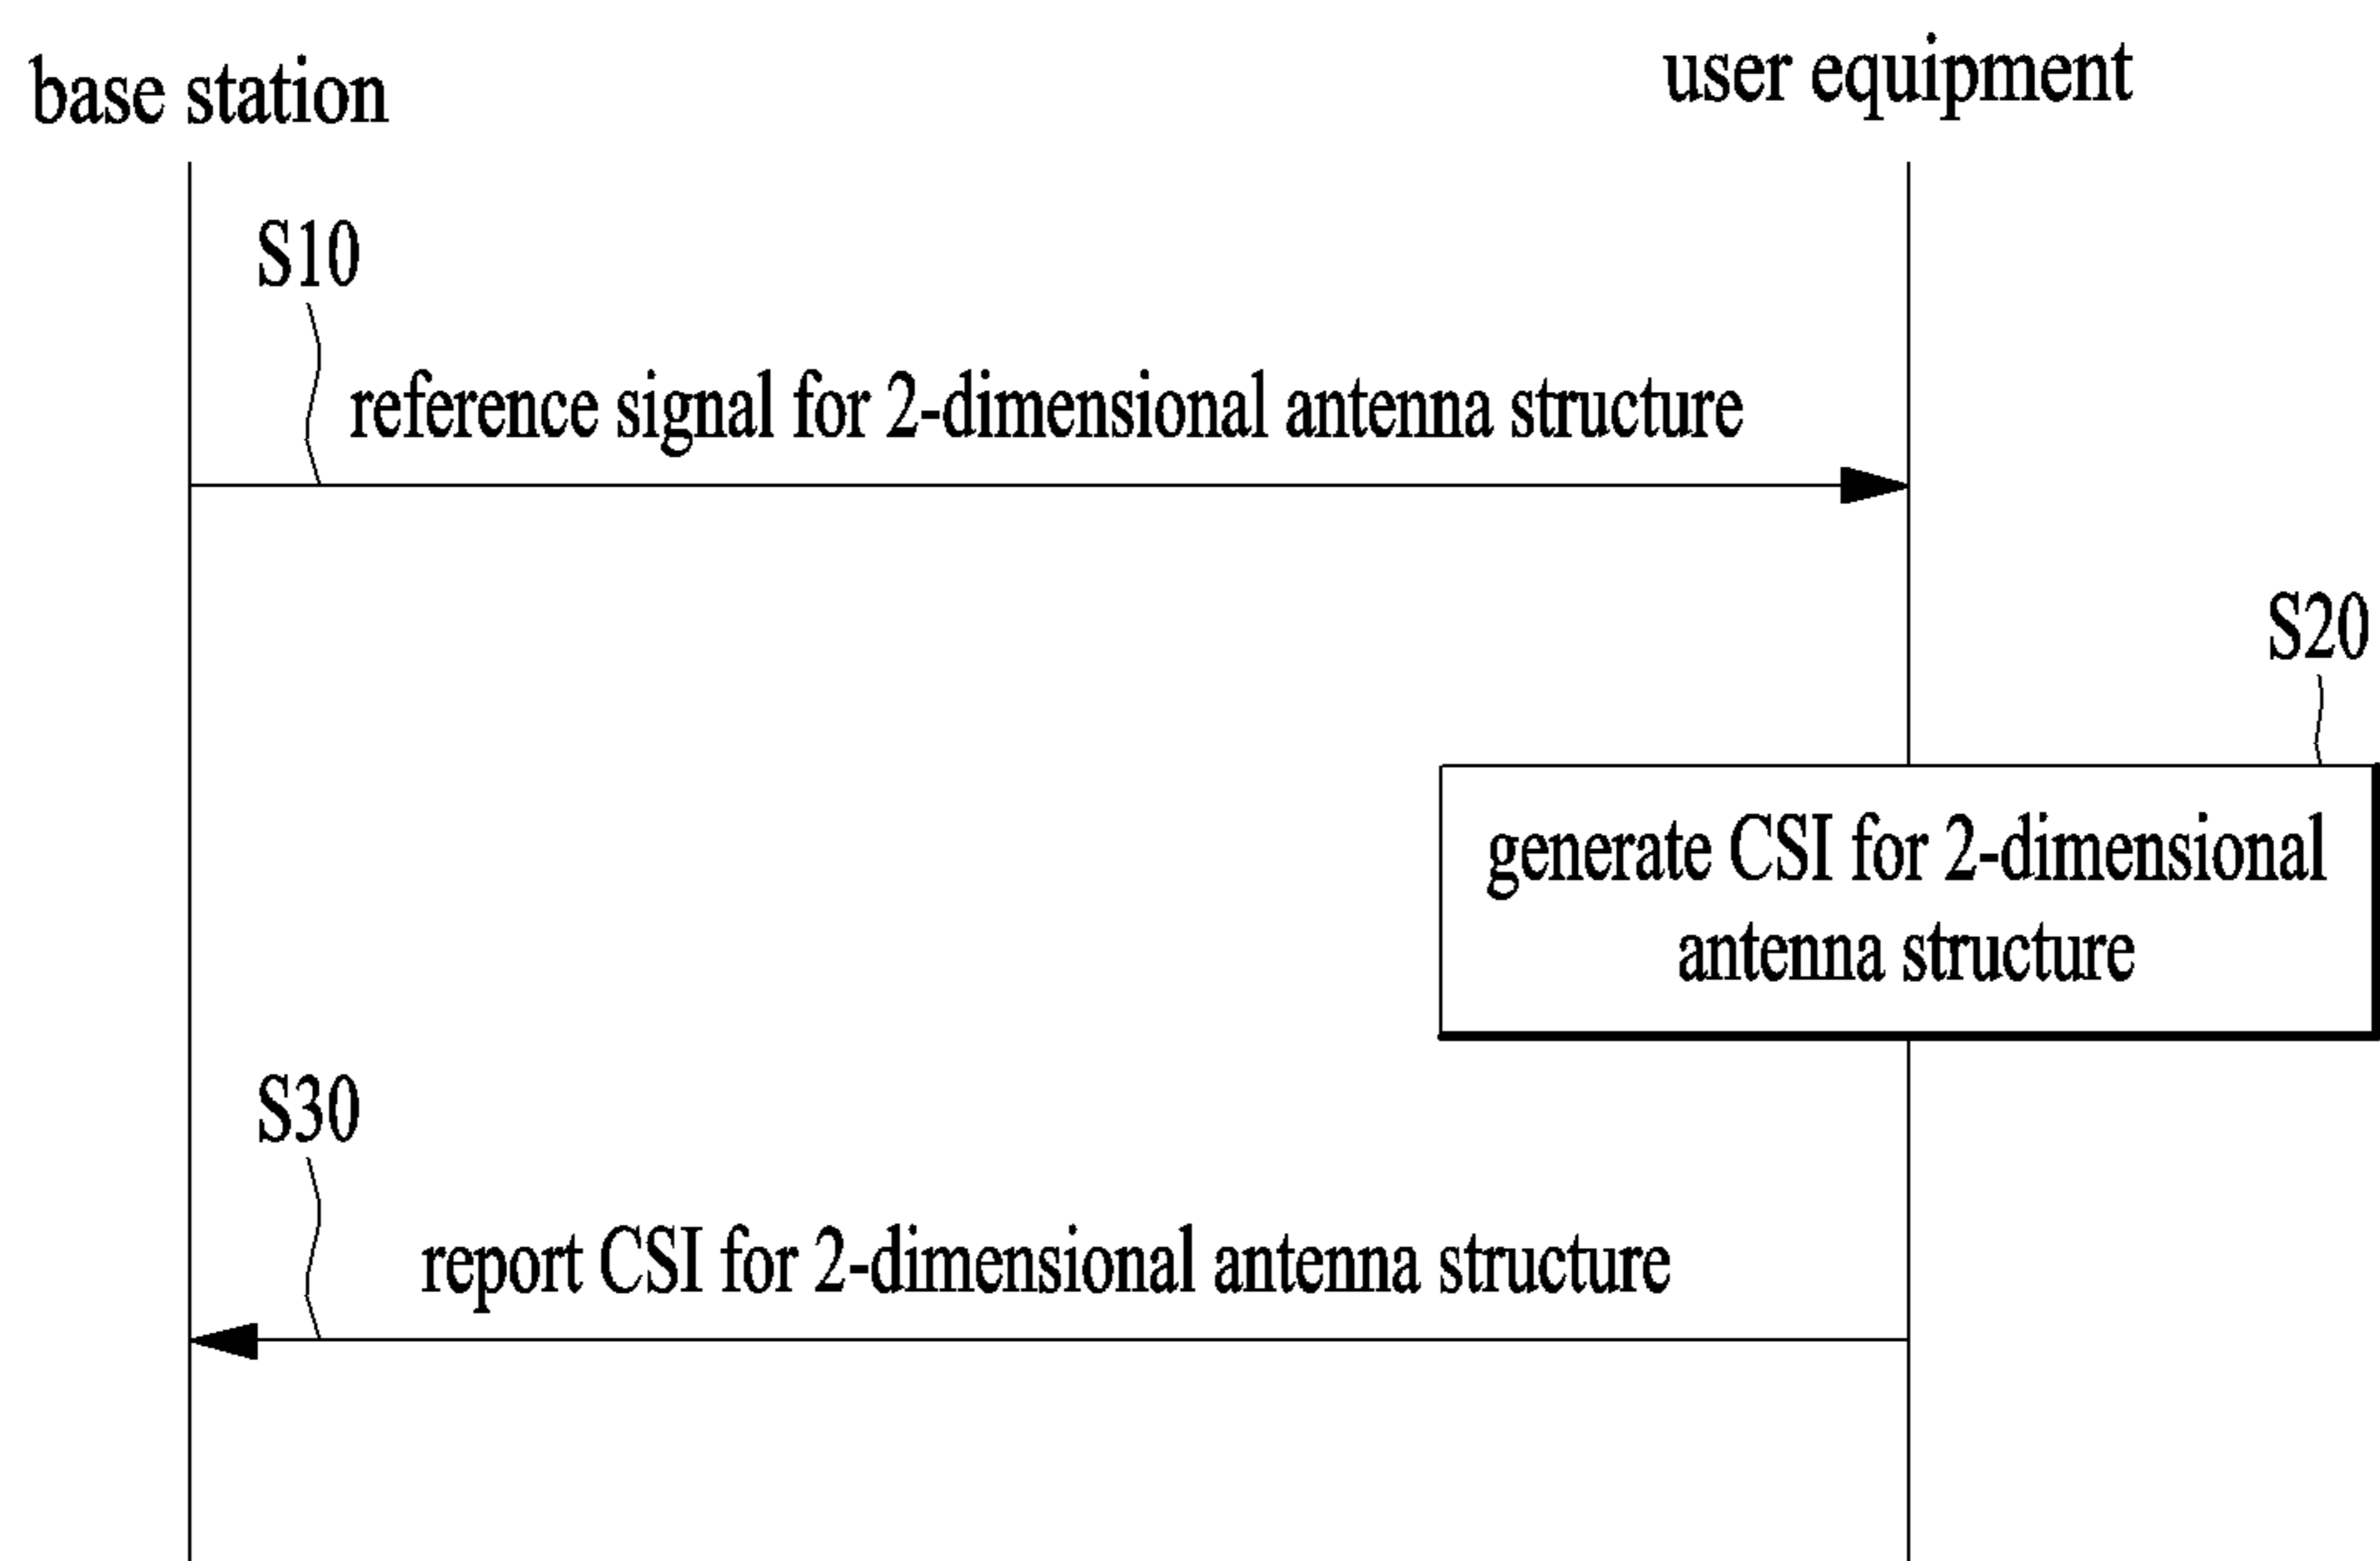 base station
user equipment
S10
reference signal for 2-dimensional antenna structure
S20
generate CSI for 2-dimensional
antenna structure
S30
report CSI for 2-dimensional antenna structure